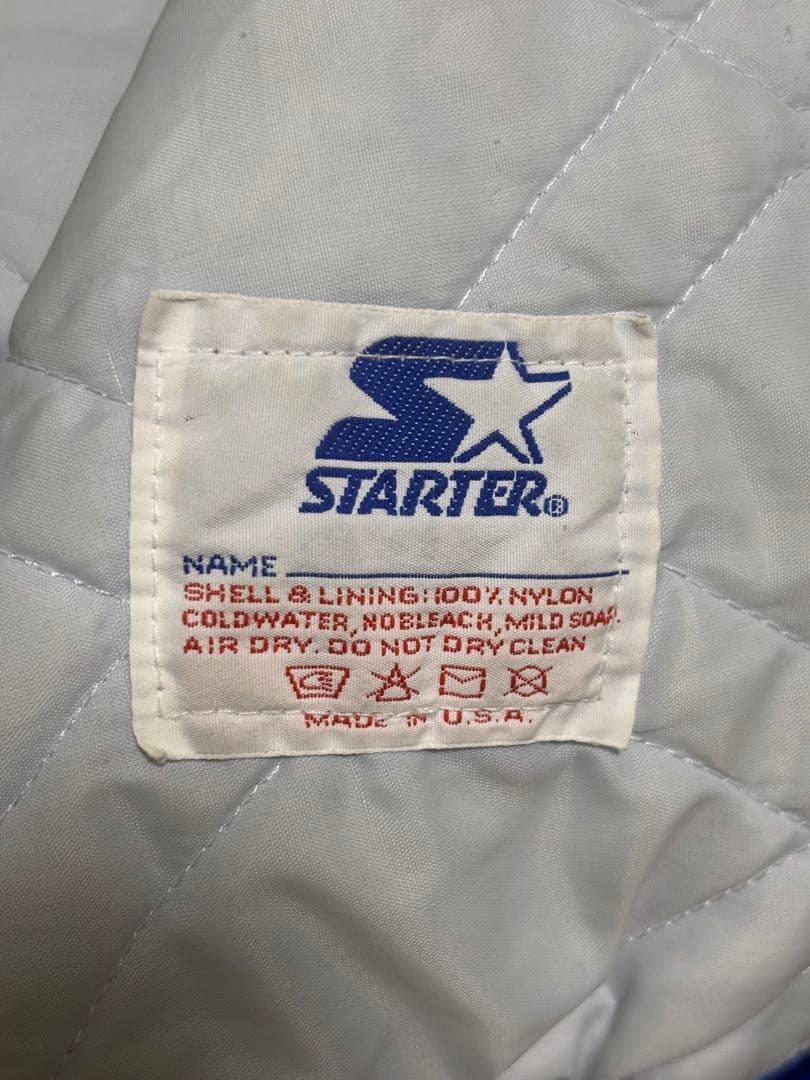 STARTER®
NAME
SHELL & LINING: 100% NYLON
COLDWATER, NO BLEACH, MILD SOAP.
AIR DRY. DO NOT DRY CLEAN
MADE IN U.S.A.